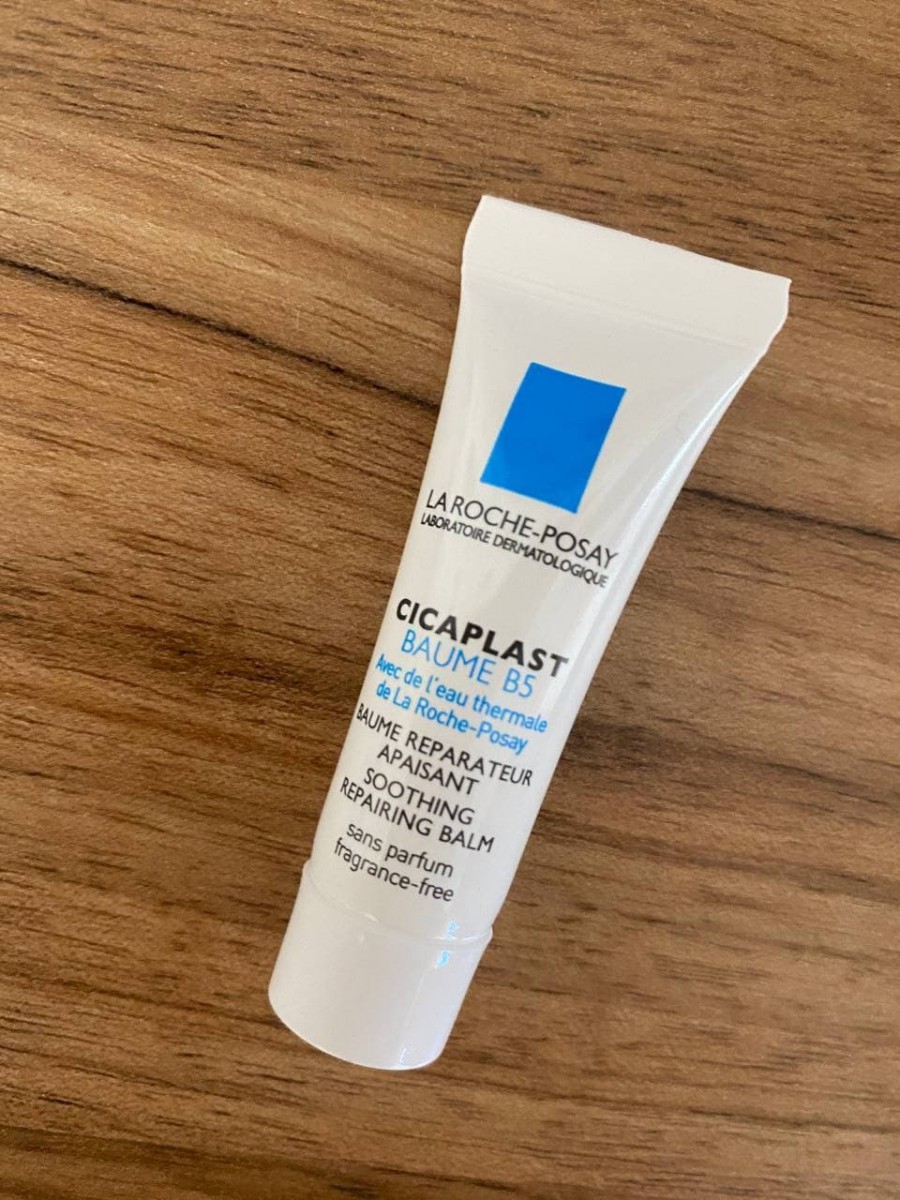 LA ROCHE-POSAY
LABORATOIRE DERMATOLOGIQUE
CICAPLAST
BAUME B5
Avec de l'eau thermale
de La Roche-Posay
BAUME REPARATEUR
APAISANT
SOOTHING
REPAIRING BALM
sans parfum
fragrance-free